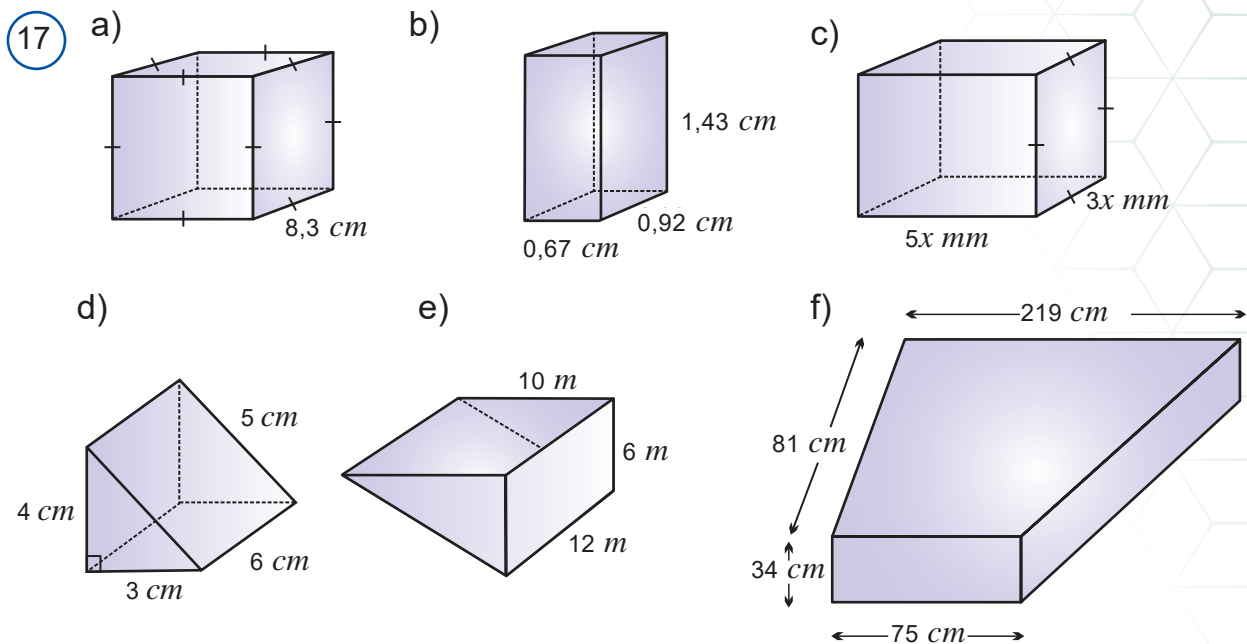 17
a)
8,3 cm
b)
1,43 cm
0,92 cm
0,67 cm
c)
3x mm
5x mm
d)
5 cm
4 cm
6 cm
3 cm
e)
10 m
6 m
12 m
f)
219 cm
81 cm
34 cm
75 cm